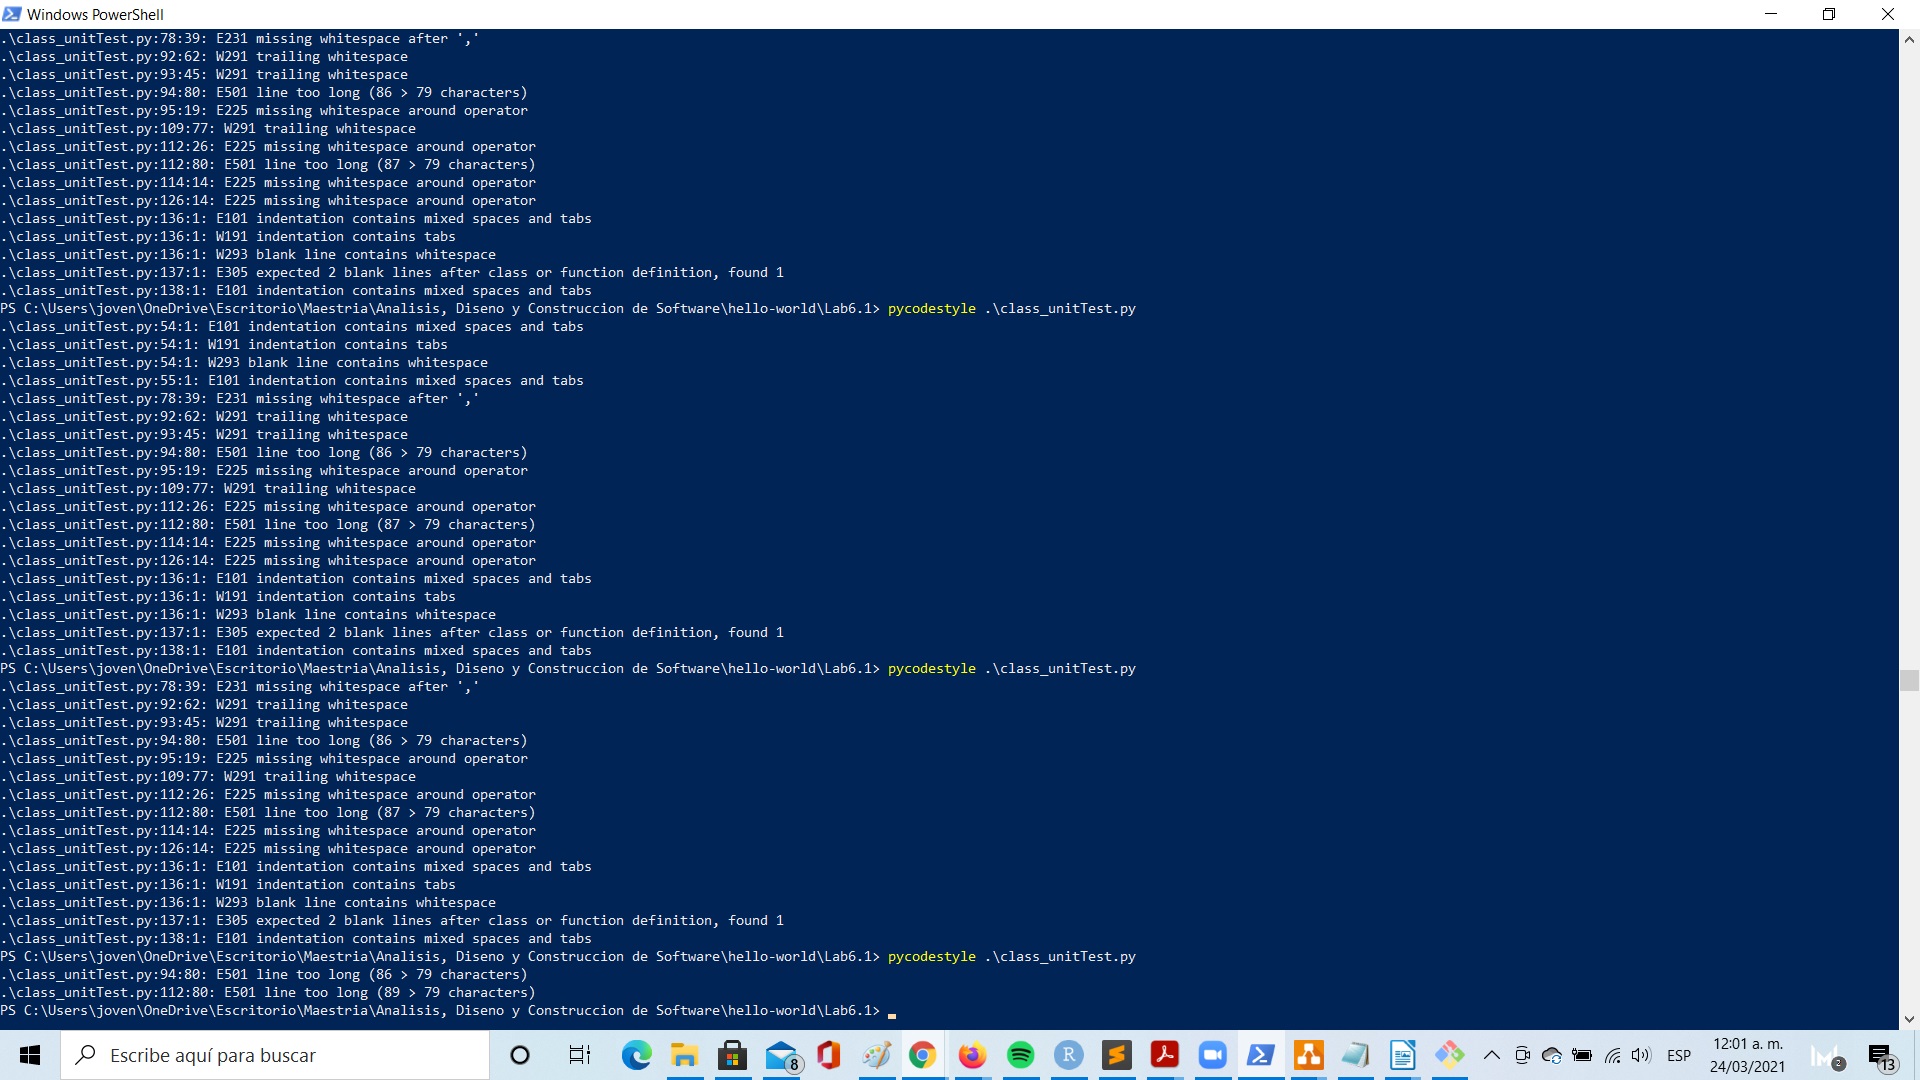 Windows PowerShell
.\class_unitTest.py:78:39: E231 missing whitespace after ','
.\class_unitTest.py:92:62: W291 trailing whitespace
.\class_unitTest.py:93:45: W291 trailing whitespace
.\class_unitTest.py:94:80: E501 line too long (86 > 79 characters)
.\class_unitTest.py:95:19: E225 missing whitespace around operator
.\class_unitTest.py:109:77: W291 trailing whitespace
.\class_unitTest.py:112:26: E225 missing whitespace around operator
.\class_unitTest.py:112:80: E501 line too long (87 > 79 characters)
.\class_unitTest.py:114:14: E225 missing whitespace around operator
.\class_unitTest.py:126:14: E225 missing whitespace around operator
.\class_unitTest.py:136:1: E101 indentation contains mixed spaces and tabs
.\class_unitTest.py:136:1: W191 indentation contains tabs
.\class_unitTest.py:136:1: W293 blank line contains whitespace
.\class_unitTest.py:137:1: E305 expected 2 blank lines after class or function definition, found 1
.\class_unitTest.py:138:1: E101 indentation contains mixed spaces and tabs
PS C:\Users\joven\OneDrive\Escritorio\Maestria\Analisis, Diseno y Construccion de Software\hello-world\Lab6.1> pycodestyle .\class_unitTest.py
.\class_unitTest.py:54:1: E101 indentation contains mixed spaces and tabs
.\class_unitTest.py:54:1: W191 indentation contains tabs
.\class_unitTest.py:54:1: W293 blank line contains whitespace
.\class_unitTest.py:55:1: E101 indentation contains mixed spaces and tabs
.\class_unitTest.py:78:39: E231 missing whitespace after ','
.\class_unitTest.py:92:62: W291 trailing whitespace
.\class_unitTest.py:93:45: W291 trailing whitespace
.\class_unitTest.py:94:80: E501 line too long (86 > 79 characters)
.\class_unitTest.py:95:19: E225 missing whitespace around operator
.\class_unitTest.py:109:77: W291 trailing whitespace
.\class_unitTest.py:112:26: E225 missing whitespace around operator
.\class_unitTest.py:112:80: E501 line too long (87 > 79 characters)
.\class_unitTest.py:114:14: E225 missing whitespace around operator
.\class_unitTest.py:126:14: E225 missing whitespace around operator
.\class_unitTest.py:136:1: E101 indentation contains mixed spaces and tabs
.\class_unitTest.py:136:1: W191 indentation contains tabs
.\class_unitTest.py:136:1: W293 blank line contains whitespace
.\class_unitTest.py:137:1: E305 expected 2 blank lines after class or function definition, found 1
.\class_unitTest.py:138:1: E101 indentation contains mixed spaces and tabs
PS C:\Users\joven\OneDrive\Escritorio\Maestria\Analisis, Diseno y Construccion de Software\hello-world\Lab6.1> pycodestyle .\class_unitTest.py
.\class_unitTest.py:78:39: E231 missing whitespace after ','
.\class_unitTest.py:92:62: W291 trailing whitespace
.\class_unitTest.py:93:45: W291 trailing whitespace
.\class_unitTest.py:94:80: E501 line too long (86 > 79 characters)
.\class_unitTest.py:95:19: E225 missing whitespace around operator
.\class_unitTest.py:109:77: W291 trailing whitespace
.\class_unitTest.py:112:26: E225 missing whitespace around operator
.\class_unitTest.py:112:80: E501 line too long (87 > 79 characters)
.\class_unitTest.py:114:14: E225 missing whitespace around operator
.\class_unitTest.py:126:14: E225 missing whitespace around operator
.\class_unitTest.py:136:1: E101 indentation contains mixed spaces and tabs
.\class_unitTest.py:136:1: W191 indentation contains tabs
.\class_unitTest.py:136:1: W293 blank line contains whitespace
.\class_unitTest.py:137:1: E305 expected 2 blank lines after class or function definition, found 1
.\class_unitTest.py:138:1: E101 indentation contains mixed spaces and tabs
PS C:\Users\joven\OneDrive\Escritorio\Maestria\Analisis, Diseno y Construccion de Software\hello-world\Lab6.1> pycodestyle .\class_unitTest.py
.\class_unitTest.py:94:80: E501 line too long (86 > 79 characters)
.\class_unitTest.py:112:80: E501 line too long (89 > 79 characters)
PS C:\Users\joven\OneDrive\Escritorio\Maestria\Analisis, Diseno y Construccion de Software\hello-world\Lab6.1>
Escribe aquí para buscar
8
R
ESP
12:01 a. m.
24/03/2021
2
13